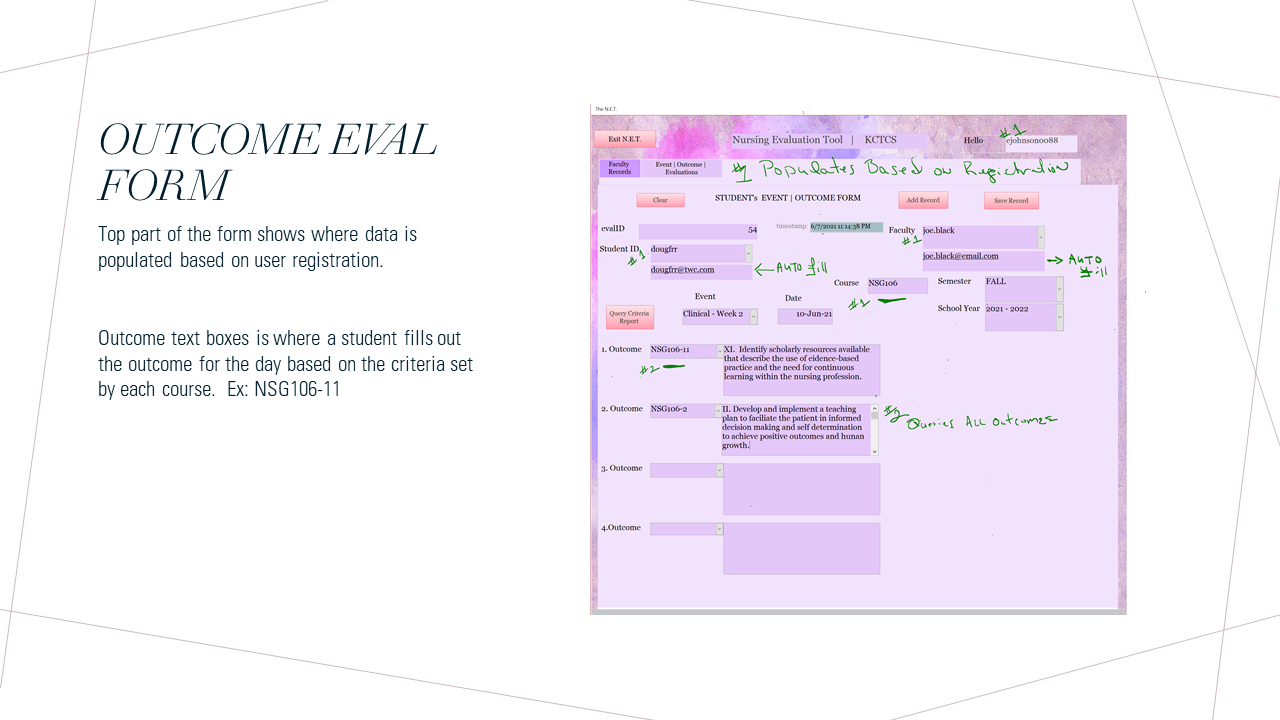 OUTCOME EVAL
FORM
Top part of the form shows where data is
populated based on user registration.
Outcome text boxes is where a student fills out
the outcome for the day based on the criteria set
by each course. Ex: NSG106-11
The N.E.T.
Exit N.E.T.
Nursing Evaluation Tool | KCTCS
Hello
#1
ejohnson0088
Faculty
Records
Event | Outcome |
Evaluations
#1 Populates Based on Registration
Clear
STUDENT's EVENT | OUTCOME FORM
Add Record
Save Record
evalID
54
timestamp:
6/7/2021 11:14:38 PM
Faculty
#1
joe.black
joe.black@email.com
→ AUTO
fill
Student ID
#1
dougfrr
dougfrr@twc.com
← AUTO fill
Course
NSG106
#1
Semester
FALL
School Year
2021 - 2022
Query Criteria
Report
Event
Clinical - Week 2
Date
10-Jun-21
1. Outcome
NSG106-11
#2
XI. Identify scholarly resources available
that describe the use of eidence-based
practice and the need for continuous
learning within the nursing profession.
2. Outcome
NSG106-2
II. Develop and implement a teaching
plan to faciliate the patient in informed
decision making and self determination
to achieve positive outcomes and hunan
growth.
#2
Queries All outcomes
3. Outcome
4.Outcome